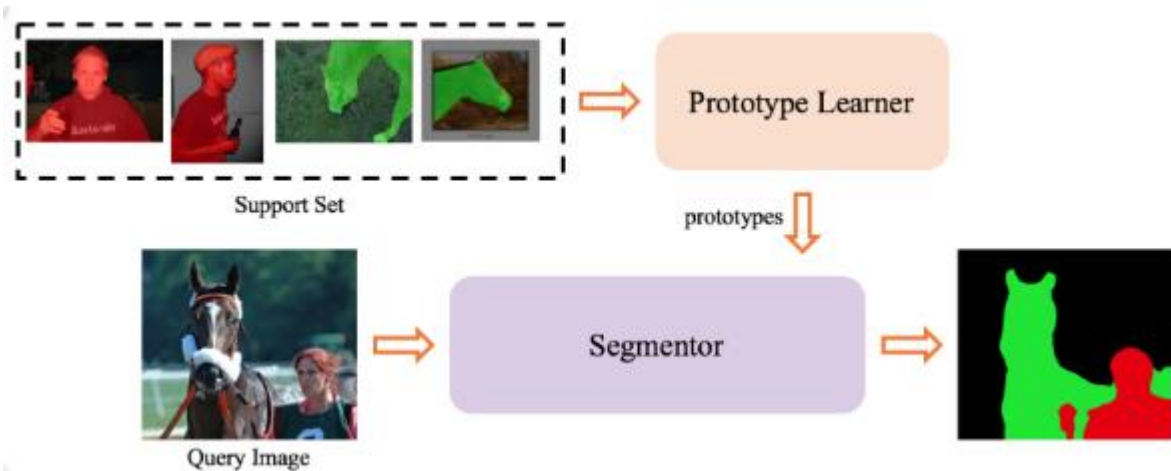 Prototype Learner
Support Set
prototypes
Segmentor
Query Image